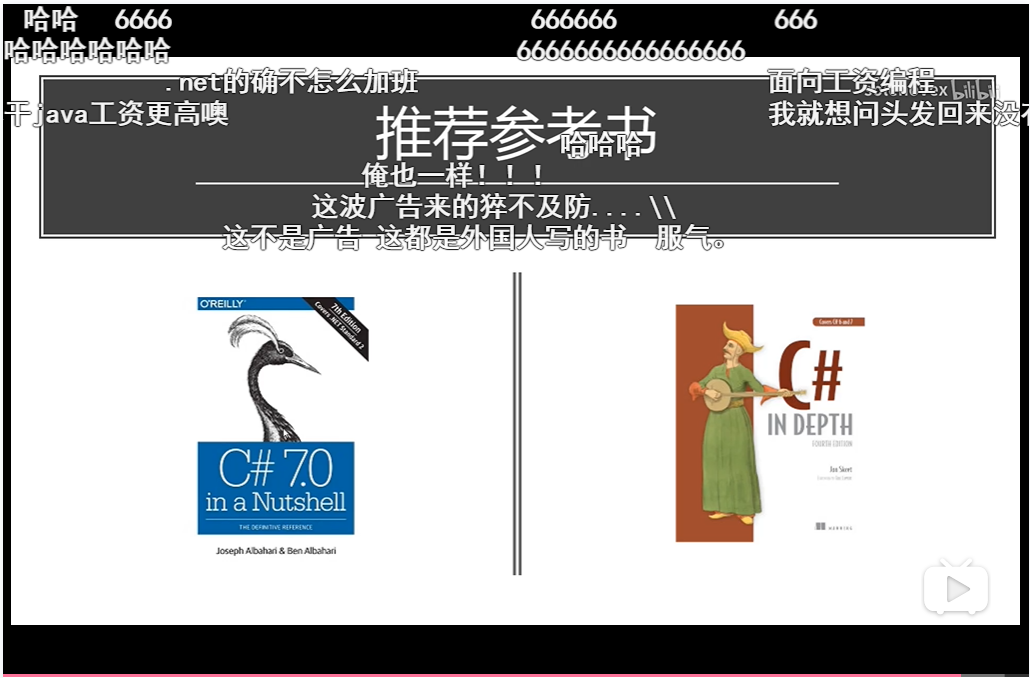 哈哈 6666 666666 666
哈哈哈哈哈哈 6666666666666666
.net的确不怎么加班 面向工资编程
bilibili
干java工资更高噢 我就想问头发回来没有
推荐参考书
哈哈哈
俺也一样！！！
这波广告来的猝不及防....\\
这不是广告 这都是外国人写的书 服气。
O'REILLY
7th Edition
Covers .NET Standard 2
C# 7.0
in a Nutshell
THE DEFINITIVE REFERENCE
Joseph Albahari & Ben Albahari
Covers C# 6 and 7
C#
IN DEPTH
FOURTH EDITION
Jon Skeet
MANNING